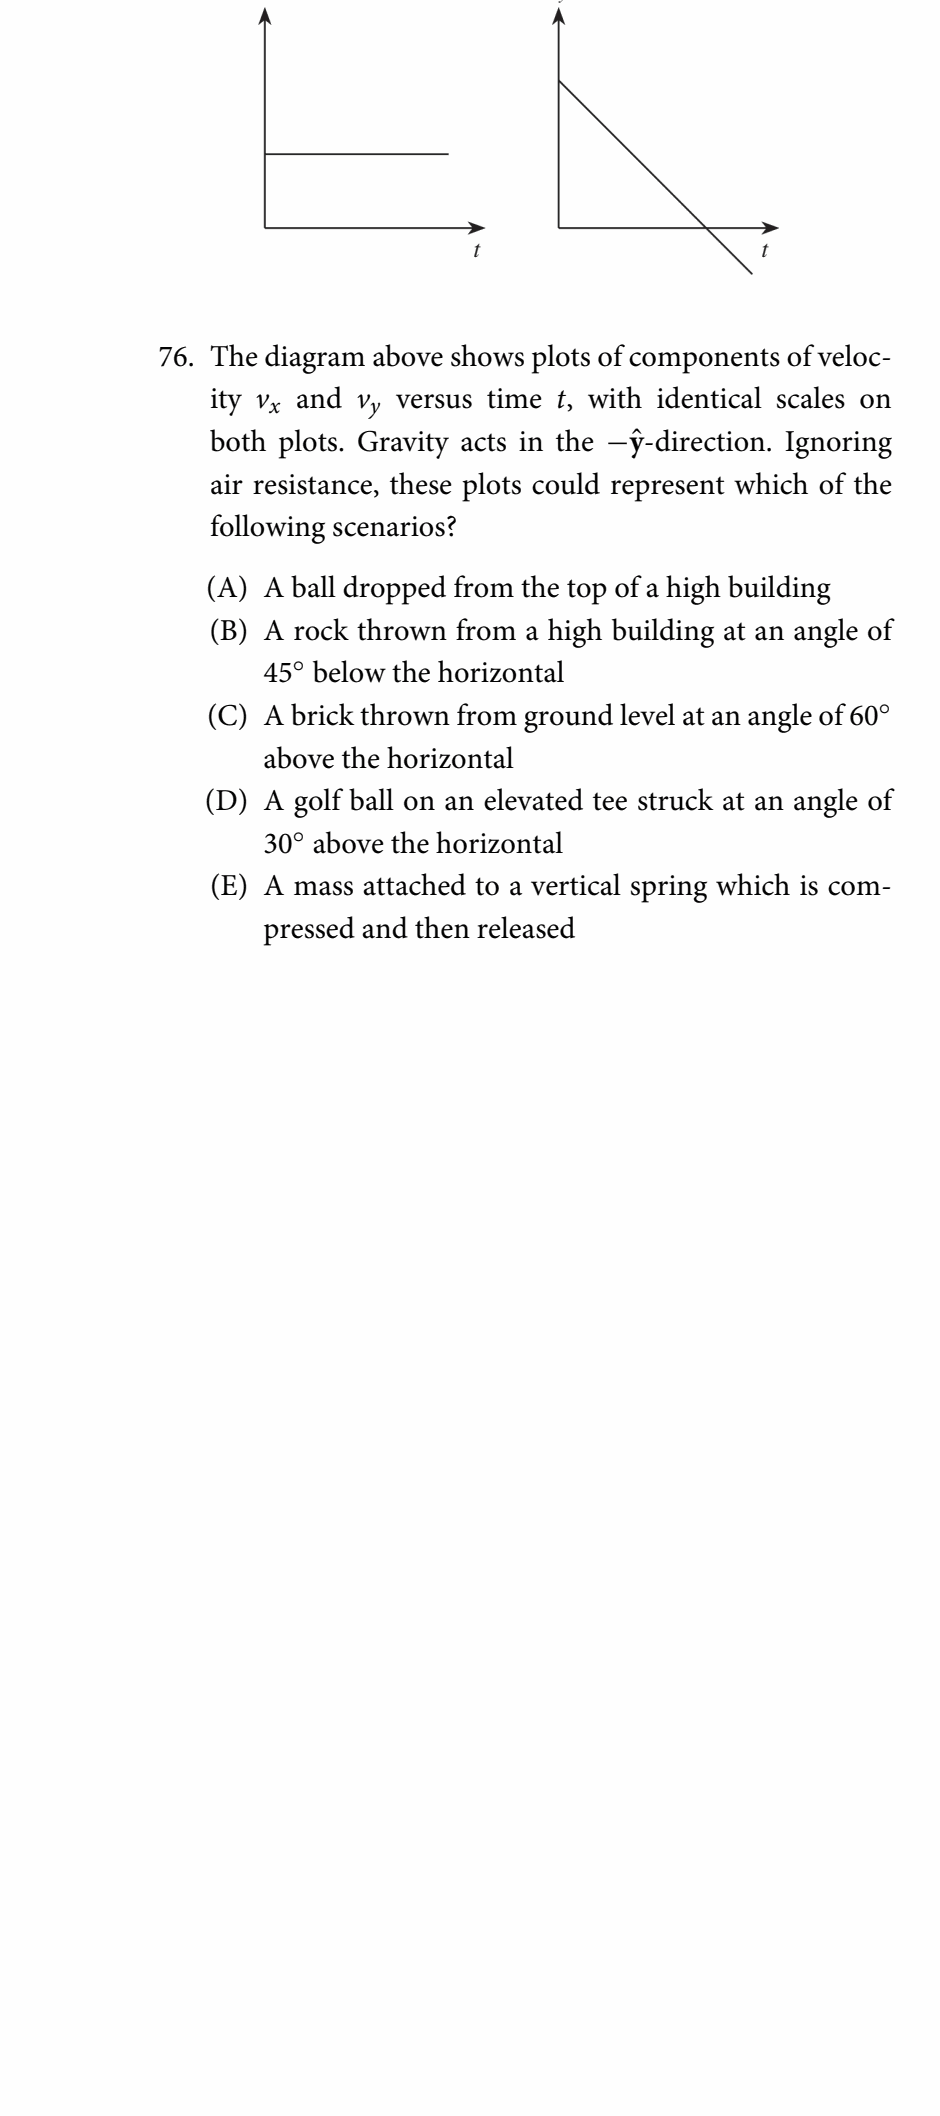 t
t
76. The diagram above shows plots of components of veloc-
ity vₓ and v_y versus time t, with identical scales on
both plots. Gravity acts in the −ŷ-direction. Ignoring
air resistance, these plots could represent which of the
following scenarios?
(A) A ball dropped from the top of a high building
(B) A rock thrown from a high building at an angle of
45° below the horizontal
(C) A brick thrown from ground level at an angle of 60°
above the horizontal
(D) A golf ball on an elevated tee struck at an angle of
30° above the horizontal
(E) A mass attached to a vertical spring which is com-
pressed and then released